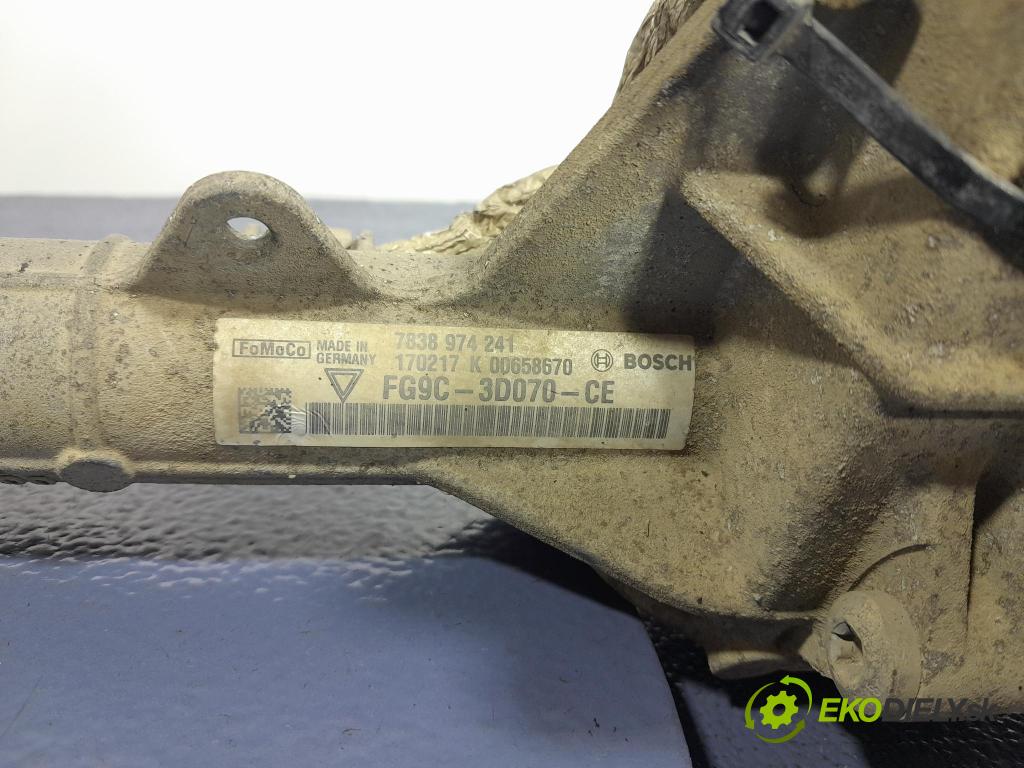 FoMoCo
MADE IN
GERMANY
7838 974 241
170217 K 00658670
BOSCH
FG9C-3D070-CE
EKODIELY.sk